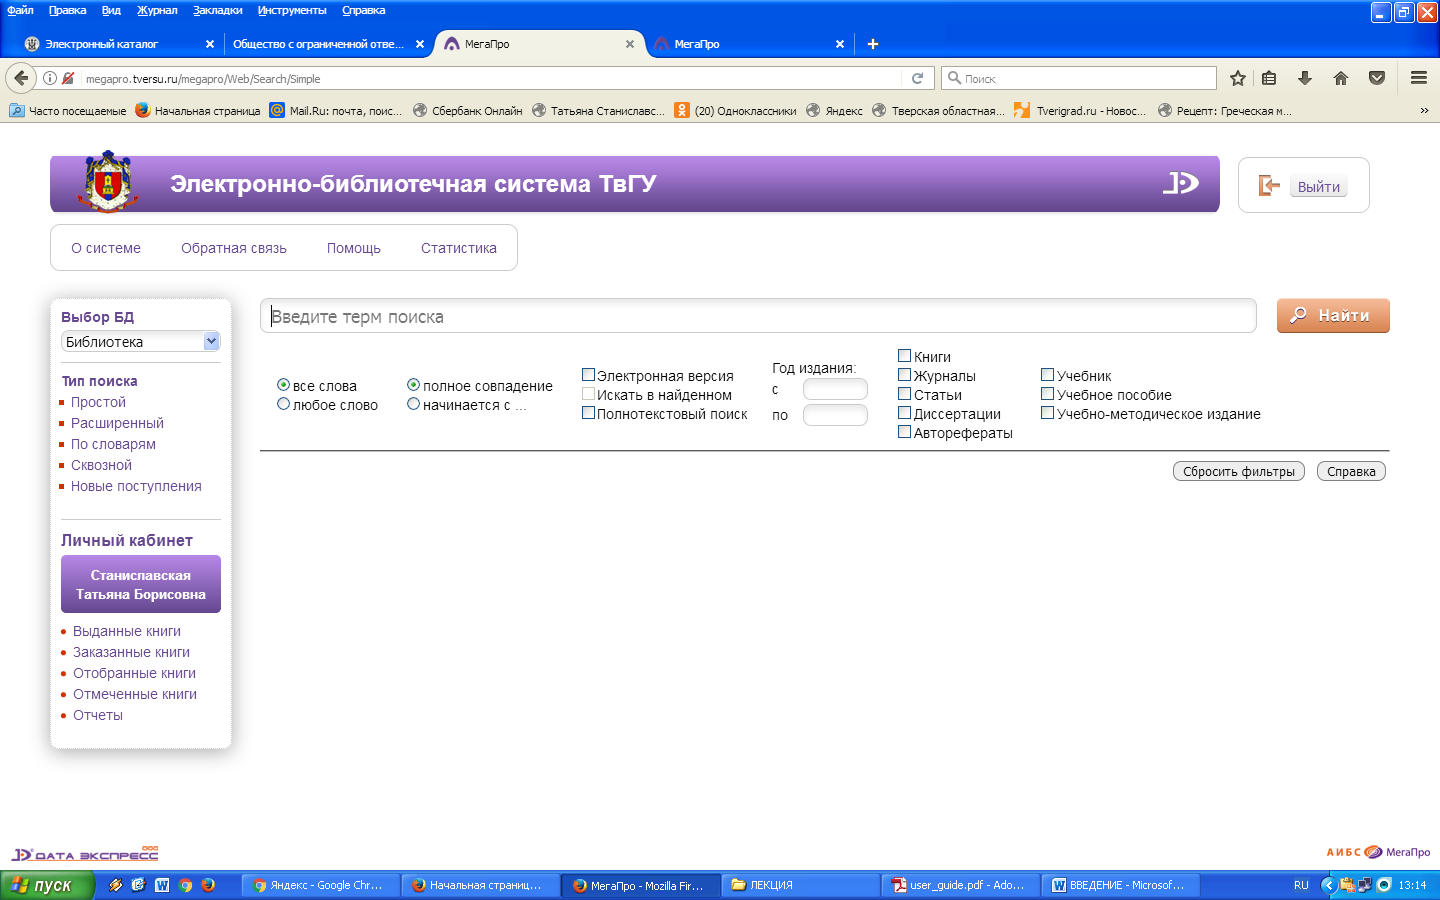 Файл Правка Вид Журнал Закладки Инструменты Справка
Электронный каталог
Общество с ограниченной отве...
МегаПро
МегаПро
megapro.tversu.ru/megapro/Web/Search/Simple
Поиск
Часто посещаемые
Начальная страница
Mail.Ru: почта, поис...
Сбербанк Онлайн
Татьяна Станиславс...
(20) Одноклассники
Яндекс
Тверская областная...
Tverigrad.ru - Новос...
Рецепт: Греческая м...
Электронно-библиотечная система ТвГУ
Выйти
О системе
Обратная связь
Помощь
Статистика
Выбор БД
Библиотека
Тип поиска
Простой
Расширенный
По словарям
Сквозной
Новые поступления
Личный кабинет
Станиславская
Татьяна Борисовна
Выданные книги
Заказанные книги
Отобранные книги
Отмеченные книги
Отчеты
Введите терм поиска
Найти
все слова
любое слово
полное совпадение
начинается с ...
Электронная версия
Искать в найденном
Полнотекстовый поиск
Год издания:
с
по
Книги
Журналы
Статьи
Диссертации
Авторефераты
Учебник
Учебное пособие
Учебно-методическое издание
Сбросить фильтры
Справка
ДАТА ЭКСПРЕСС
АИБС МегаПро
пуск
Яндекс - Google Chr...
Начальная страниц...
МегаПро - Mozilla Fir...
ЛЕКЦИЯ
user_guide.pdf - Ado...
ВВЕДЕНИЕ - Microsof...
RU
13:14